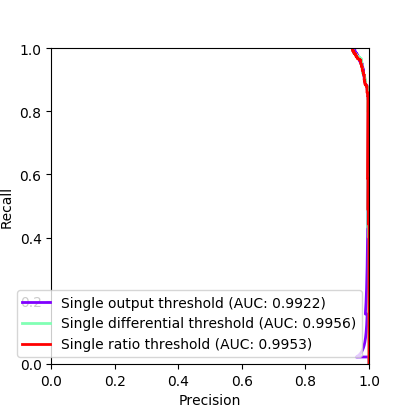 1.0
0.8
0.6
0.4
0.2
0.0
Recall
Single output threshold (AUC: 0.9922)
Single differential threshold (AUC: 0.9956)
Single ratio threshold (AUC: 0.9953)
0.0 0.2 0.4 0.6 0.8 1.0
Precision